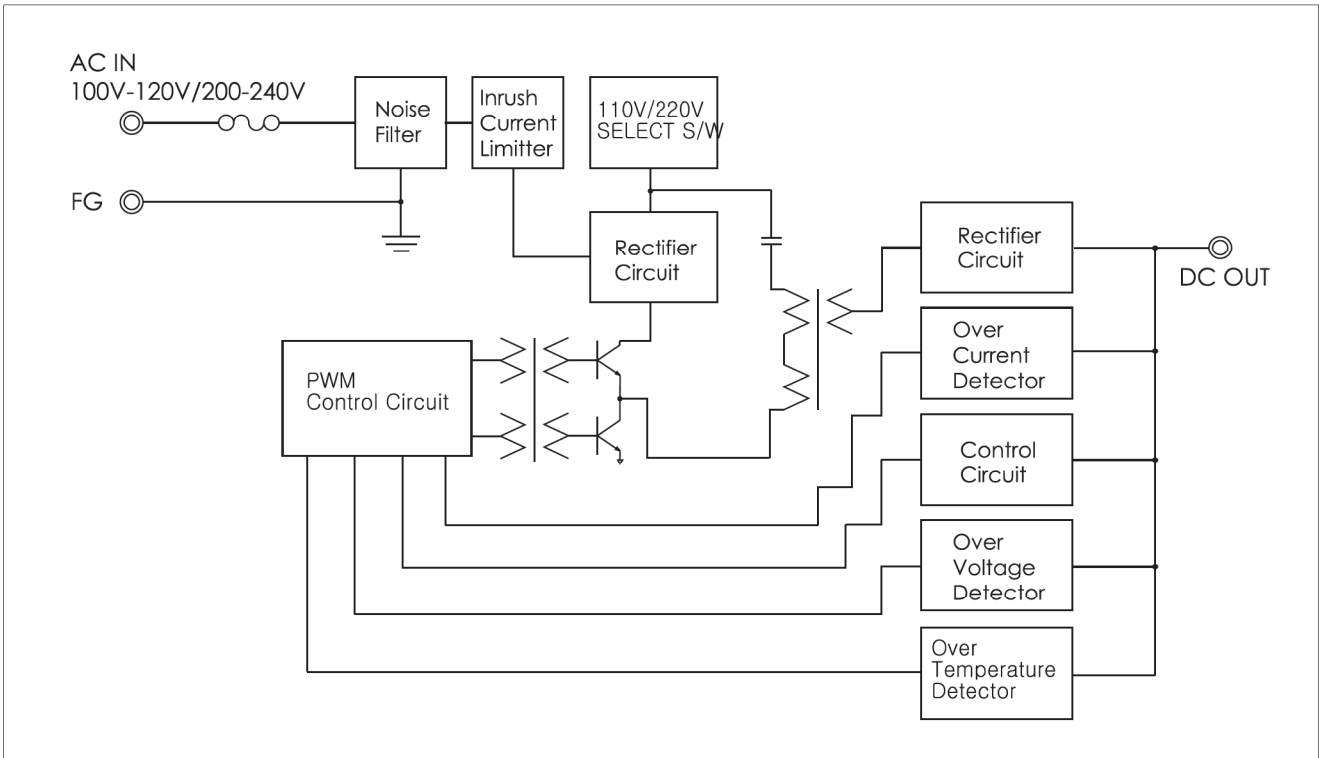 AC IN
100V-120V/200-240V
Noise
Filter
Inrush
Current
Limitter
110V/220V
SELECT S/W
FG
Rectifier
Circuit
Rectifier
Circuit
DC OUT
Over
Current
Detector
PWM
Control Circuit
Control
Circuit
Over
Voltage
Detector
Over
Temperature
Detector